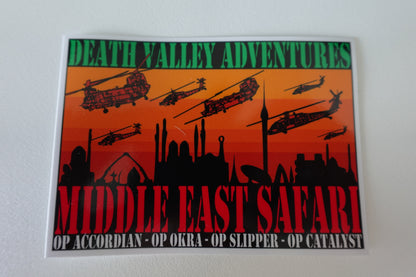 DEATH VALLEY ADVENTURES
MIDDLE EAST SAFARI
OP ACCORDIAN - OP OKRA - OP SLIPPER - OP CATALYST